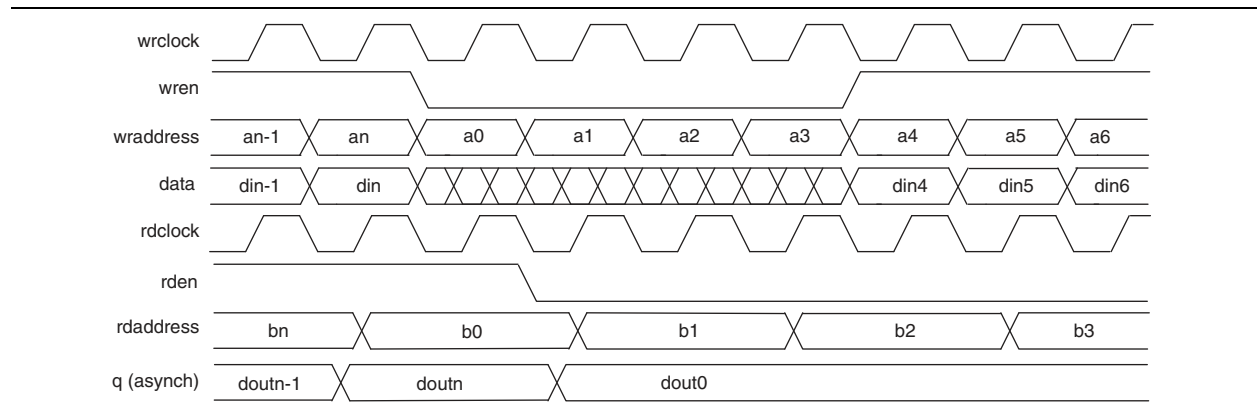 wrclock
wren
wraddress an-1 an a0 a1 a2 a3 a4 a5 a6
data din-1 din din4 din5 din6
rdclock
rden
rdaddress bn b0 b1 b2 b3
q (asynch) doutn-1 doutn dout0